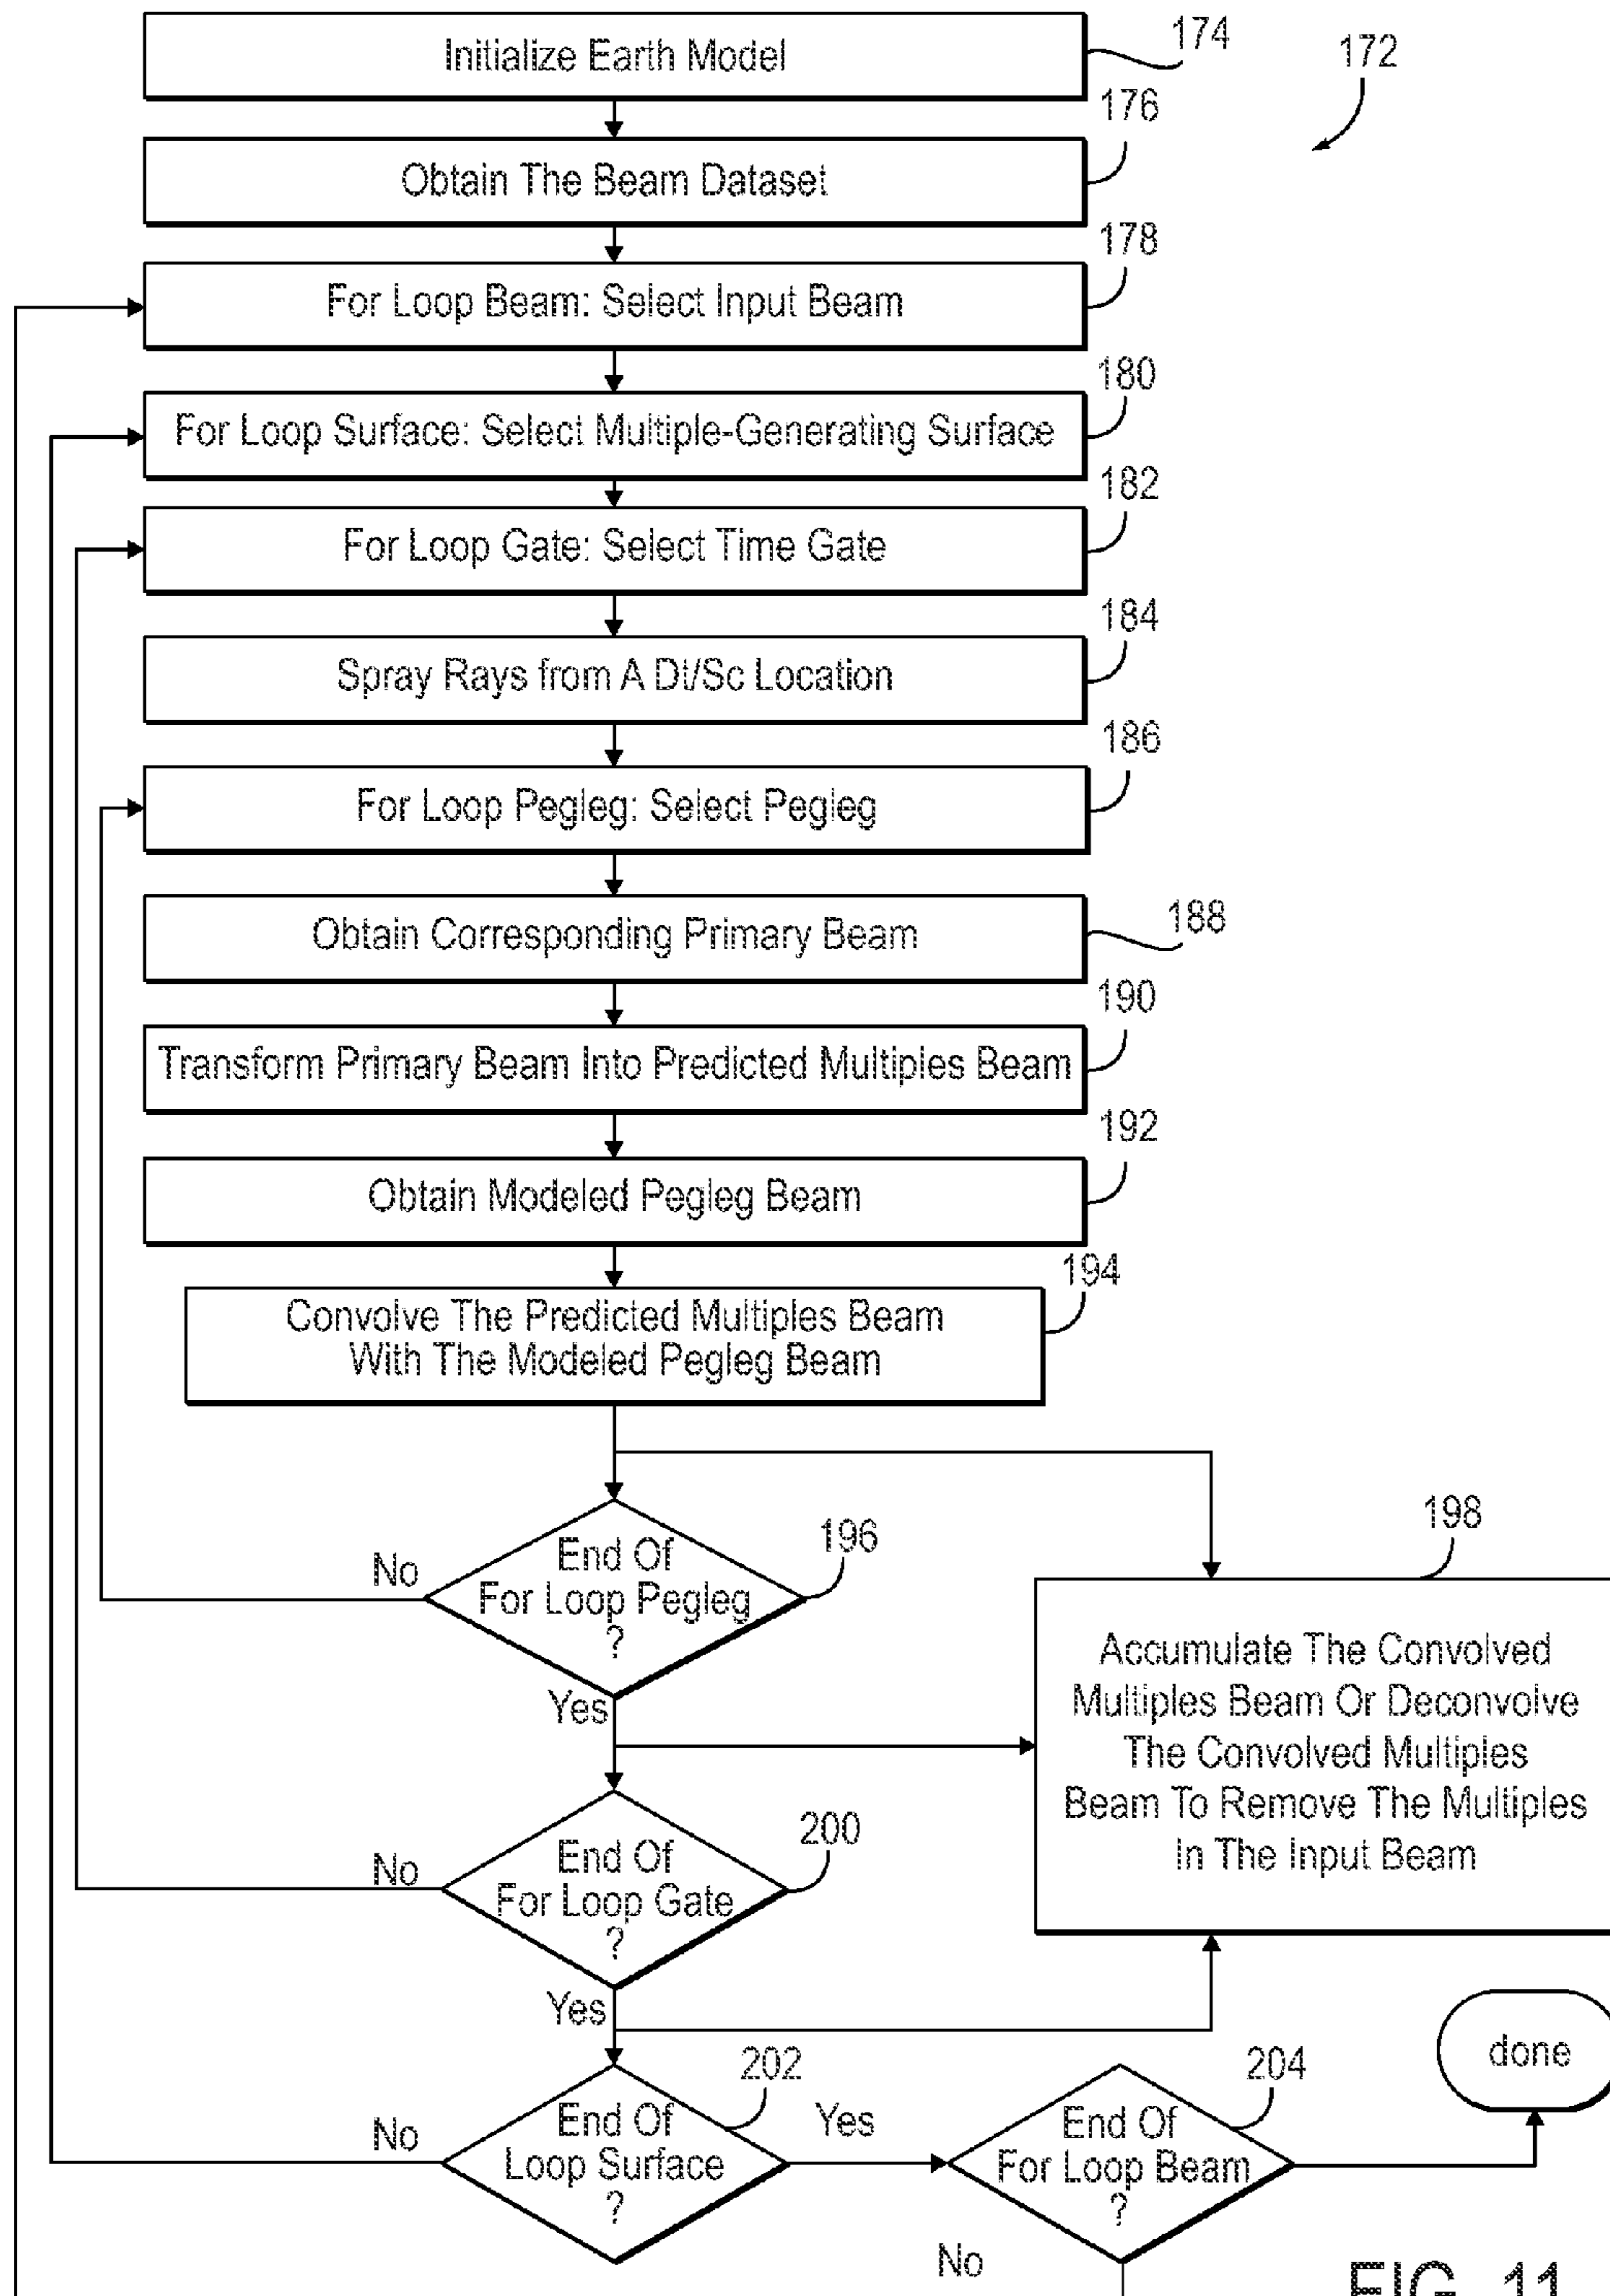 Initialize Earth Model
174
172
176
Obtain The Beam Dataset
178
For Loop Beam: Select Input Beam
180
For Loop Surface: Select Multiple-Generating Surface
182
For Loop Gate: Select Time Gate
184
Spray Rays from A Dt/Sc Location
186
For Loop Pegleg: Select Pegleg
188
Obtain Corresponding Primary Beam
190
Transform Primary Beam Into Predicted Multiples Beam
192
Obtain Modeled Pegleg Beam
194
Convolve The Predicted Multiples Beam
With The Modeled Pegleg Beam
196
198
No
End Of
For Loop Pegleg
?
Yes
Accumulate The Convolved
Multiples Beam Or Deconvolve
The Convolved Multiples
Beam To Remove The Multiples
In The Input Beam
200
No
End Of
For Loop Gate
?
Yes
done
202
204
No
End Of
Loop Surface
?
Yes
End Of
For Loop Beam
?
No
FIG. 11